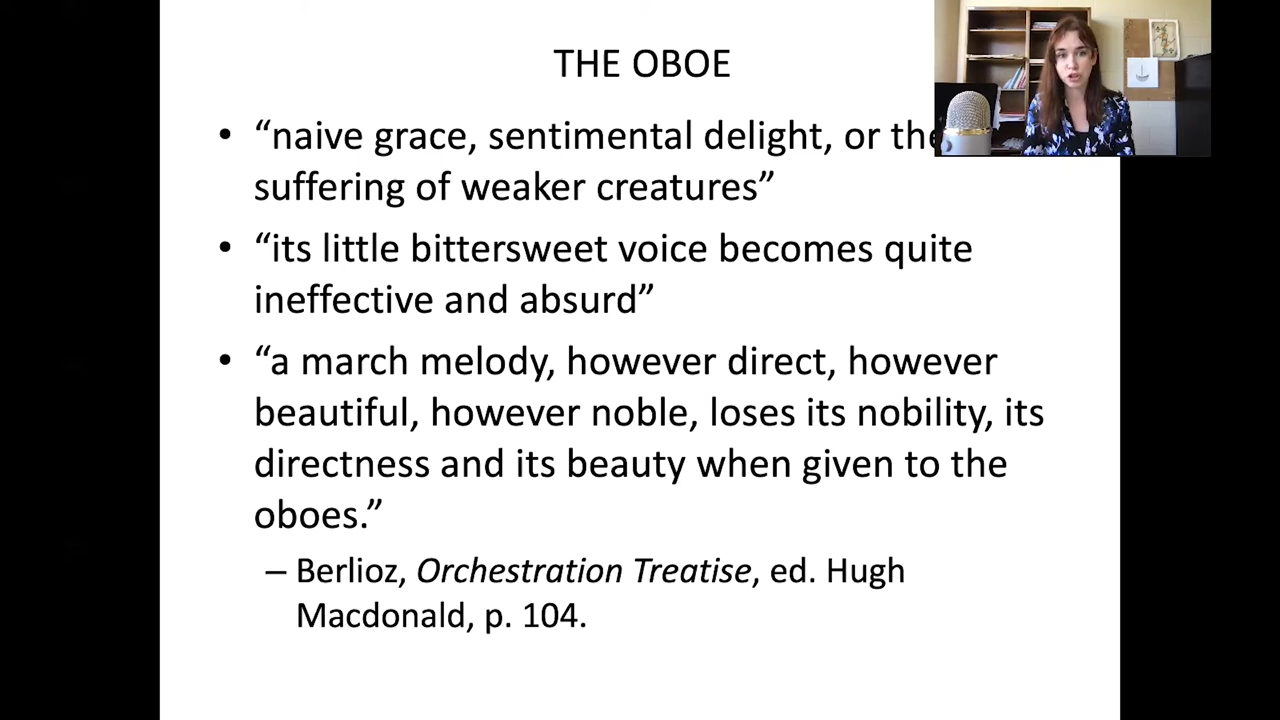 THE OBOE
• “naive grace, sentimental delight, or the
suffering of weaker creatures”
• “its little bittersweet voice becomes quite
ineffective and absurd”
• “a march melody, however direct, however
beautiful, however noble, loses its nobility, its
directness and its beauty when given to the
oboes.”
– Berlioz, Orchestration Treatise, ed. Hugh
Macdonald, p. 104.